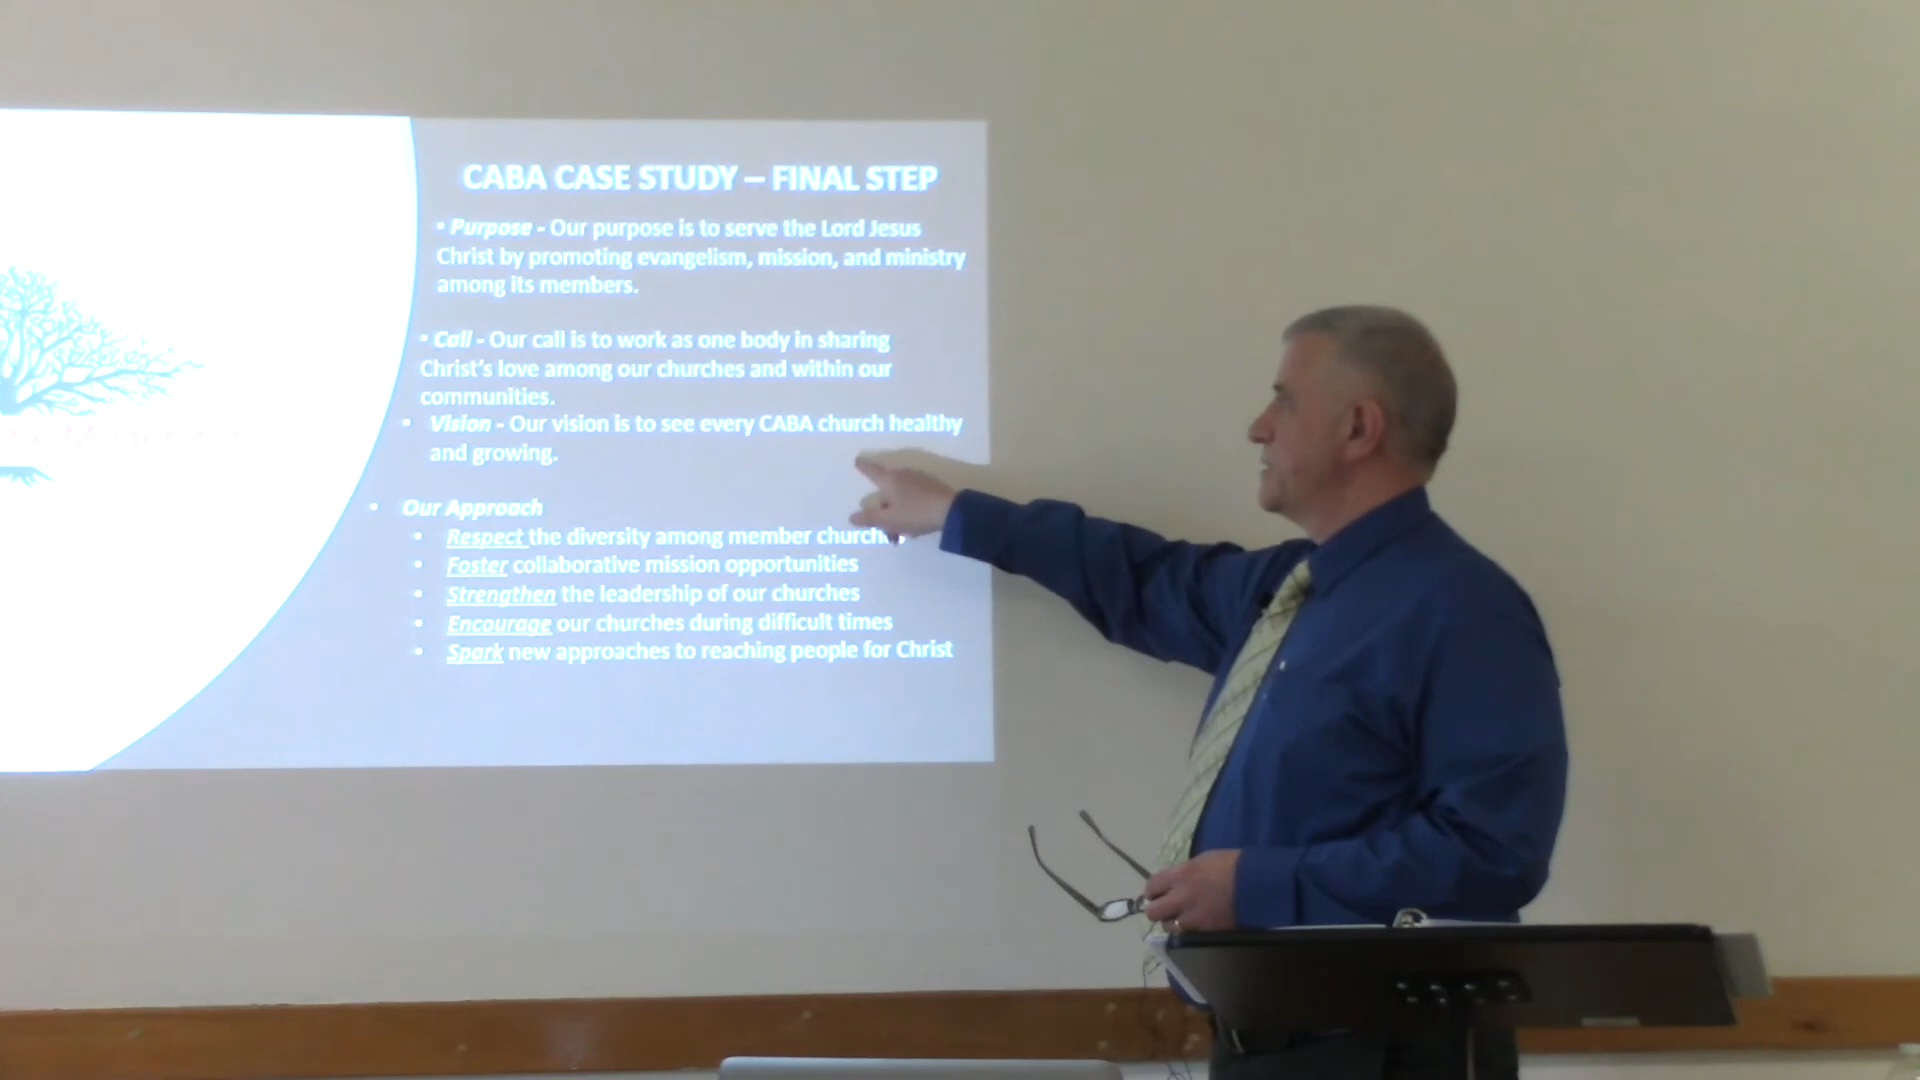 CABA CASE STUDY – FINAL STEP
• Purpose - Our purpose is to serve the Lord Jesus
Christ by promoting evangelism, mission, and ministry
among its members.
• Call - Our call is to work as one body in sharing
Christ's love among our churches and within our
communities.
• Vision - Our vision is to see every CABA church healthy
and growing.
• Our Approach
• Respect the diversity among member
• Foster collaborative mission opportunities
• Strengthen the leadership of our churches
• Encourage our churches during difficult times
• Spark new approaches to reaching people for Christ